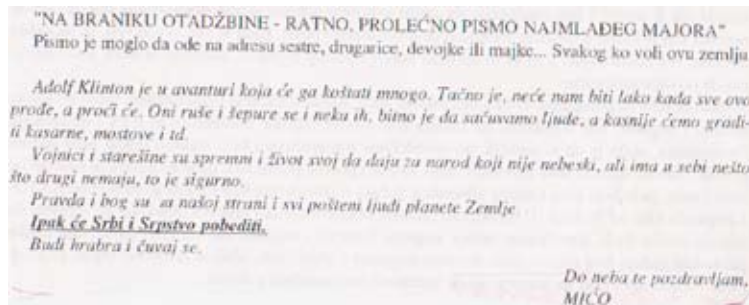 "NA BRANIKU OTADŽBINE - RATNO, PROLEĆNO PISMO NAJMLAĐEG MAJORA"
Pismo je moglo da ode na adresu sestre, drugarice, devojke ili majke... Svakog ko voli ovu zemlju
Adolf Klinton je u avanturi koja će ga koštati mnogo. Tačno je, neće nam biti lako kada sve ovo
prođe, a proći će. Oni ruše i šepure se i neka ih, bitno je da sačuvamo ljude, a kasnije ćemo gradi-
ti kasarne, mostove i td.
Vojnici i starešine su spremni i život svoj da daju za narod koji nije nebeski, ali ima u sebi nešto
što drugi nemaju, to je sigurno.
Pravda i bog su na našoj strani i svi pošteni ljudi planete Zemlje
Ipak će Srbi i Srpstvo pobediti.
Budi hrabra i čuvaj se.
Do neba te pozdravljam,
MIĆO